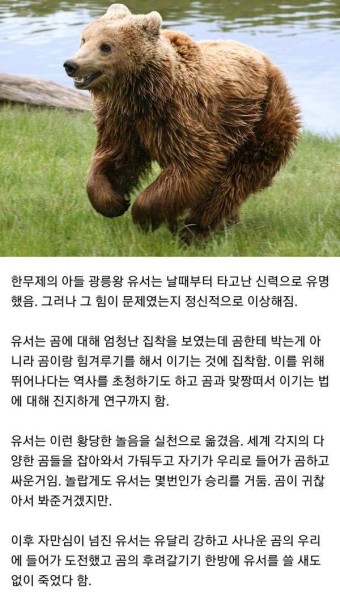 한무제의 아들 광릉왕 유서는 날때부터 타고난 신력으로 유명
했음. 그러나 그 힘이 문제였는지 정신적으로 이상해짐.
유서는 곰에 대해 엄청난 집착을 보였는데 곰한테 박는게 아
니라 곰이랑 힘겨루기를 해서 이기는 것에 집착함. 이를 위해
뛰어나다는 역사를 초청하기도 하고 곰과 맞짱떠서 이기는 법
에 대해 진지하게 연구까지 함.
유서는 이런 황당한 놀음을 실천으로 옮겼음. 세계 각지의 다
양한 곰들을 잡아와서 가둬두고 자기가 우리로 들어가 곰하고
싸운거임. 놀랍게도 유서는 몇번인가 승리를 거둠. 곰이 귀찮
아서 봐준거겠지만.
이후 자만심이 넘친 유서는 유달리 강하고 사나운 곰의 우리
에 들어가 도전했고 곰의 후려갈기기 한방에 유서를 쓸 새도
없이 죽었다 함.